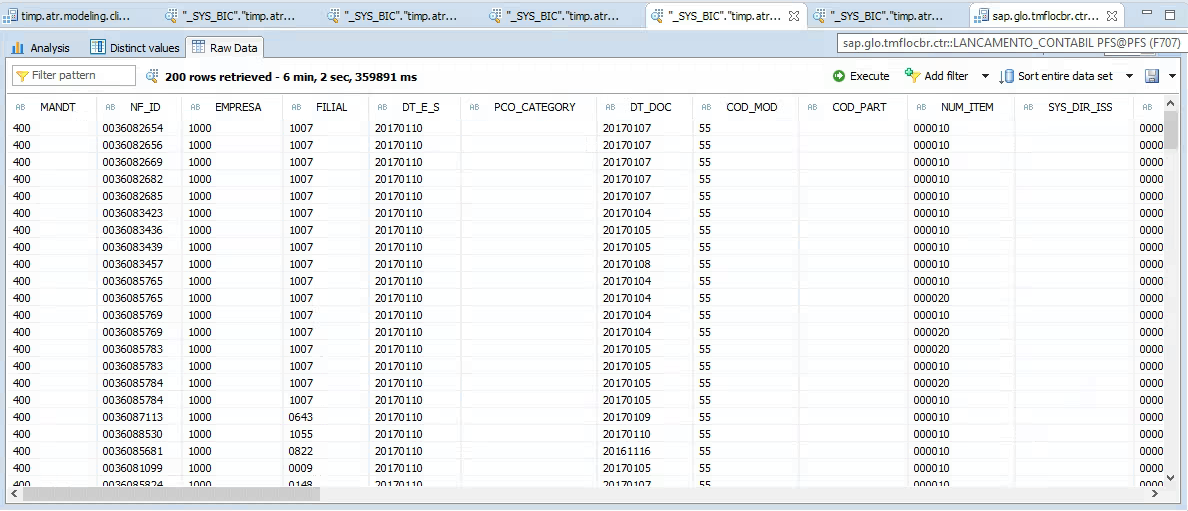 timp.atr.modeling.cli... "_SYS_BIC"."timp.atr... "_SYS_BIC"."timp.atr... "_SYS_BIC"."timp.atr... "_SYS_BIC"."timp.atr... "_SYS_BIC"."timp.atr... sap.glo.tmflocbr.ctr...
Analysis Distinct values Raw Data sap.glo.tmflocbr.ctr::LANCAMENTO_CONTABIL PFS@PFS (F707)
Filter pattern 200 rows retrieved - 6 min, 2 sec, 359891 ms Execute Add filter Sort entire data set
AB MANDT AB NF_ID AB EMPRESA AB FILIAL AB DT_E_S AB PCO_CATEGORY AB DT_DOC AB COD_MOD AB COD_PART AB NUM_ITEM AB SYS_DIR_ISS AB
400 0036082654 1000 1007 20170110 20170107 55 000010 0000
400 0036082656 1000 1007 20170110 20170107 55 000010 0000
400 0036082669 1000 1007 20170110 20170107 55 000010 0000
400 0036082682 1000 1007 20170110 20170107 55 000010 0000
400 0036082685 1000 1007 20170110 20170107 55 000010 0000
400 0036083423 1000 1007 20170110 20170104 55 000010 0000
400 0036083436 1000 1007 20170110 20170105 55 000010 0000
400 0036083439 1000 1007 20170110 20170105 55 000010 0000
400 0036083457 1000 1007 20170110 20170108 55 000010 0000
400 0036085765 1000 1007 20170110 20170104 55 000010 0000
400 0036085765 1000 1007 20170110 20170104 55 000020 0000
400 0036085769 1000 1007 20170110 20170104 55 000010 0000
400 0036085769 1000 1007 20170110 20170104 55 000020 0000
400 0036085783 1000 1007 20170110 20170105 55 000020 0000
400 0036085783 1000 1007 20170110 20170105 55 000010 0000
400 0036085784 1000 1007 20170110 20170105 55 000020 0000
400 0036085784 1000 1007 20170110 20170105 55 000010 0000
400 0036087113 1000 0643 20170110 20170109 55 000010 0000
400 0036088530 1000 1055 20170110 20170110 55 000010 0000
400 0036085681 1000 0822 20170110 20161116 55 000010 0000
400 0036081099 1000 0009 20170110 20170105 55 000010 0000
400 0036085824 1000 0148 20170110 20170107 55 000010 0000